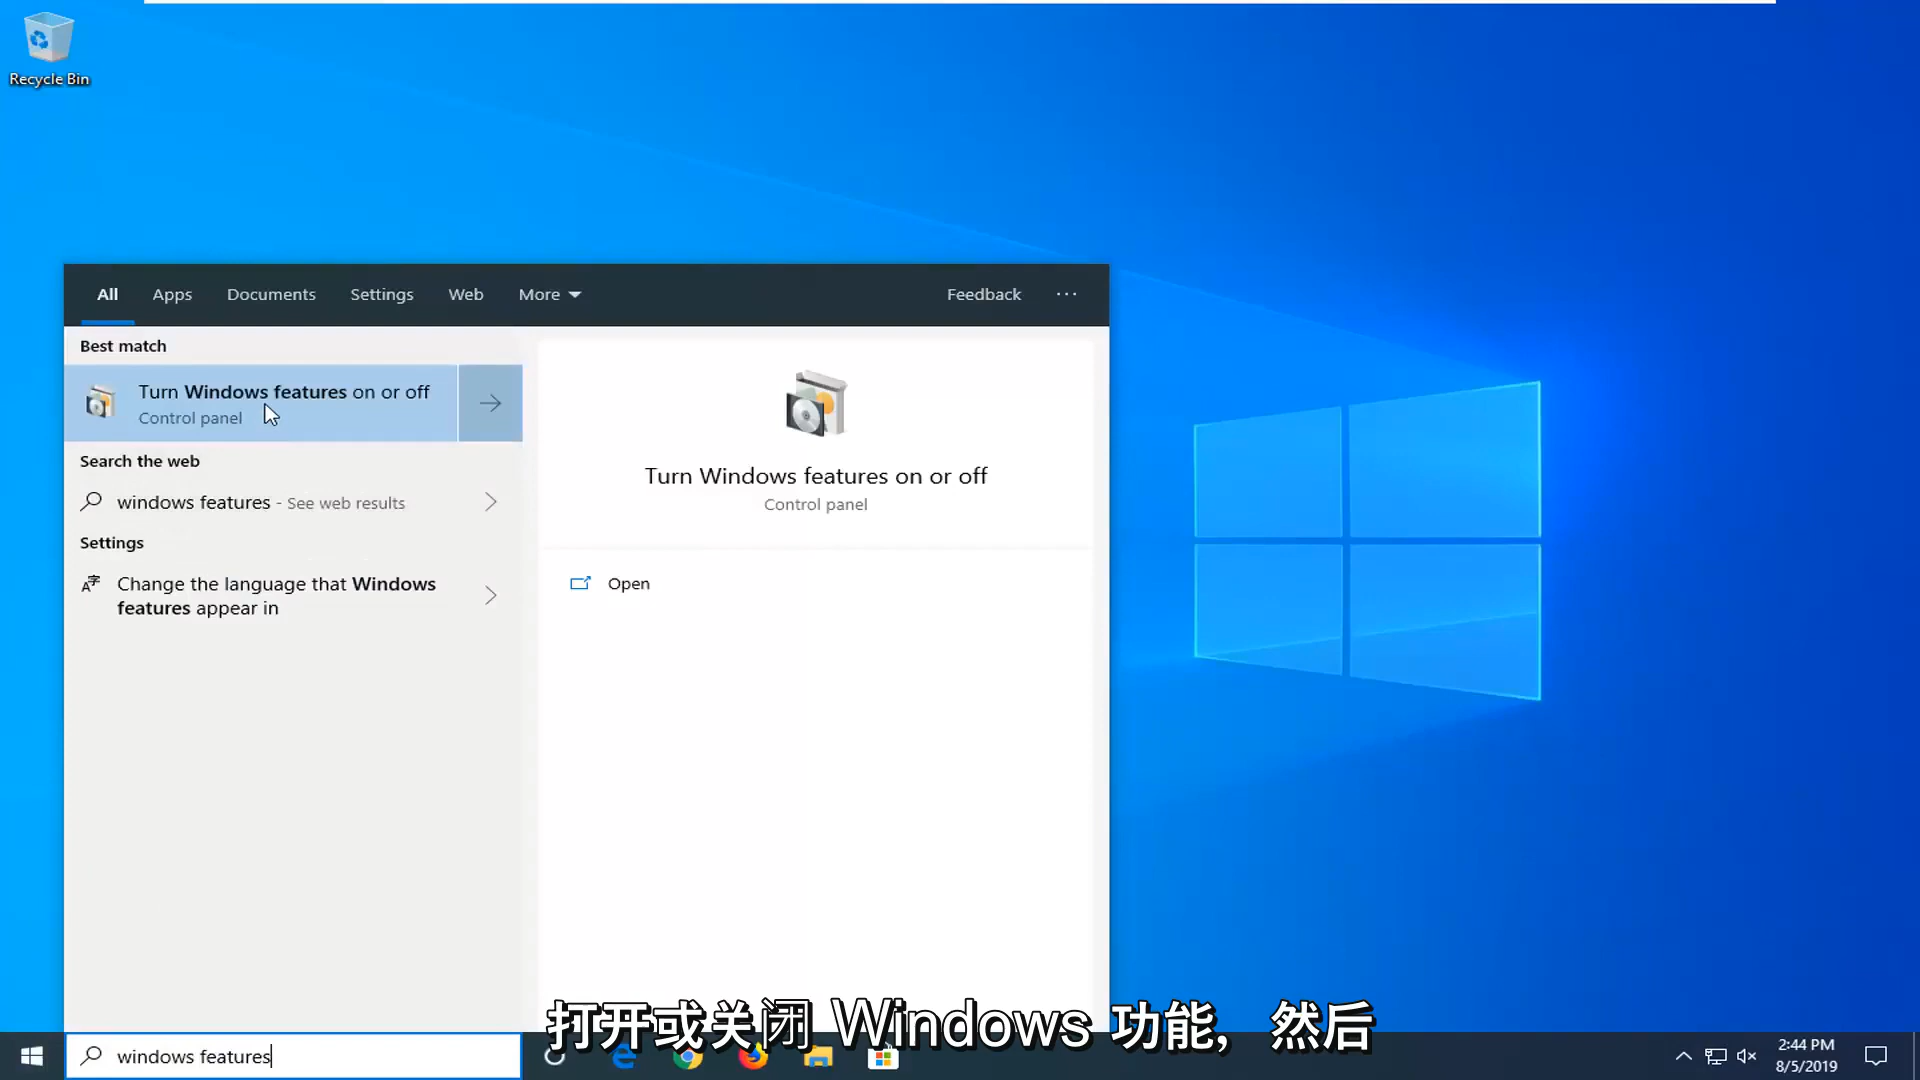 Recycle Bin
All Apps Documents Settings Web More Feedback ···
Best match
Turn Windows features on or off
Control panel
Search the web
windows features - See web results
Settings
Change the language that Windows
features appear in
Turn Windows features on or off
Control panel
Open
打开或关闭 Windows 功能，然后
windows features
2:44 PM
8/5/2019